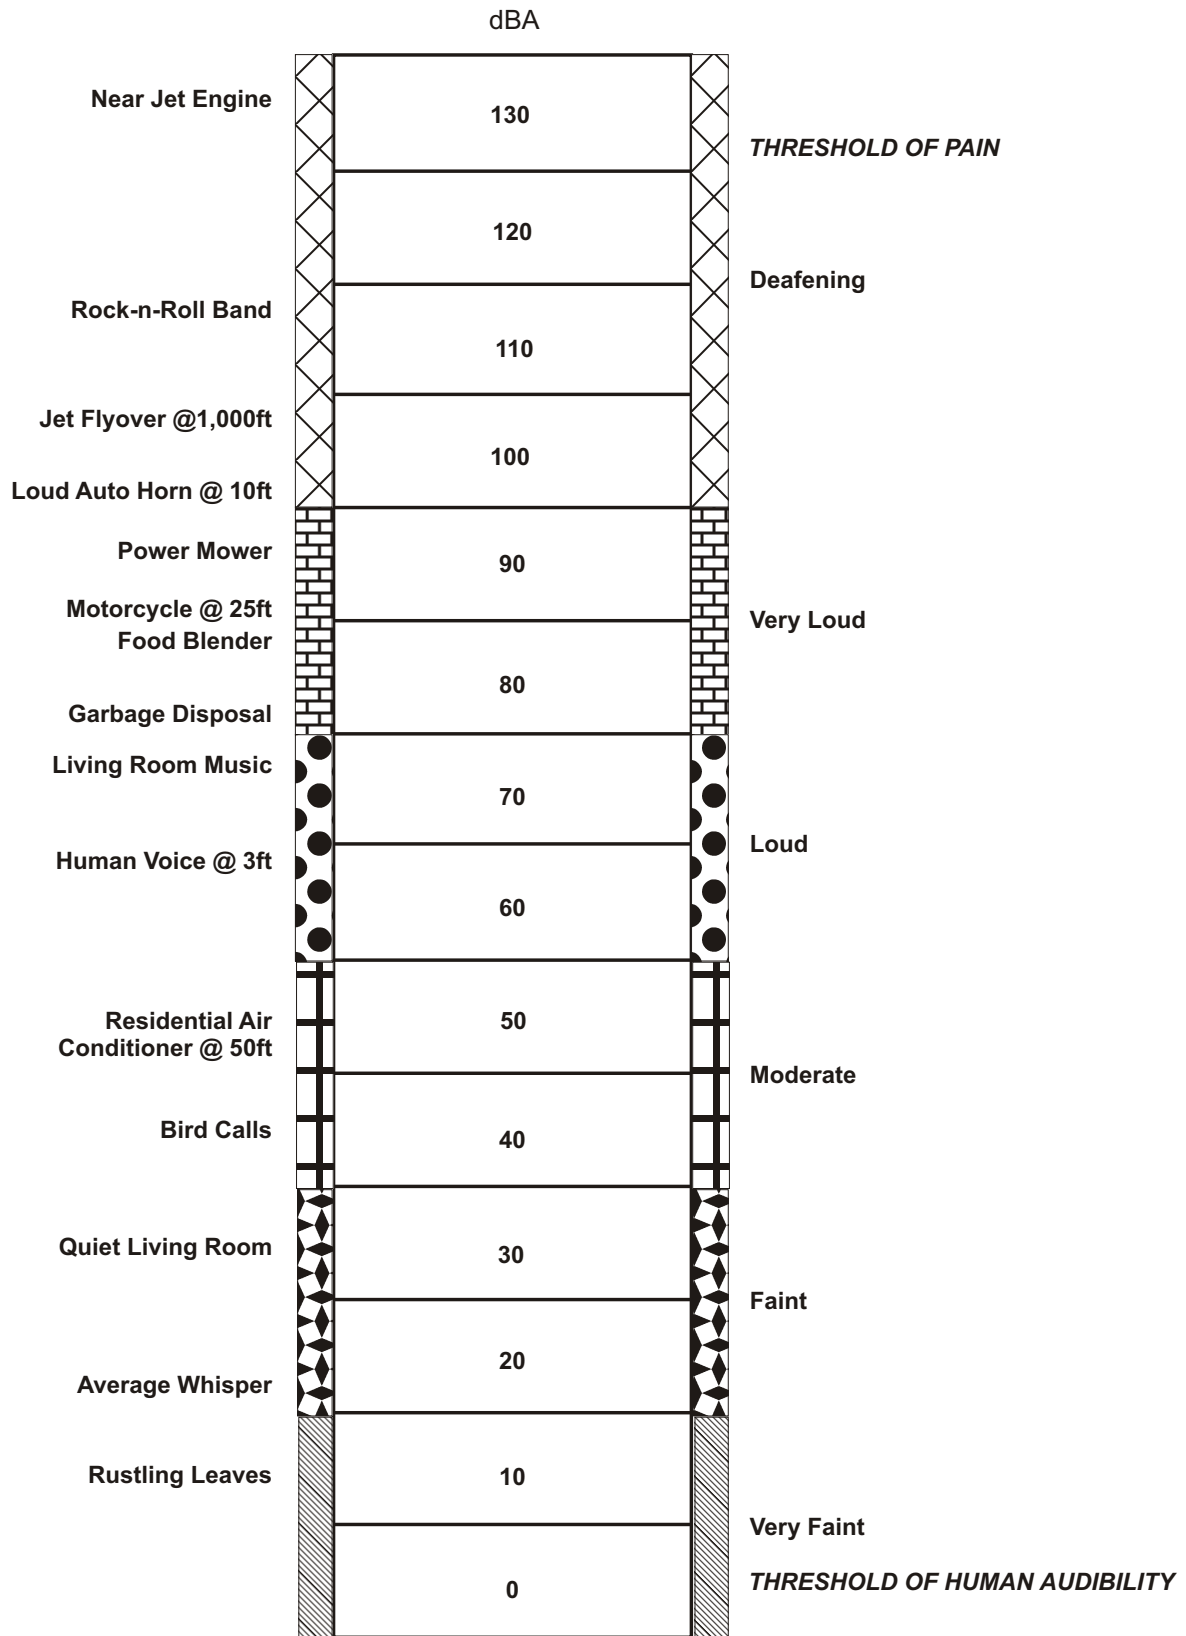 dBA
Near Jet Engine
130
THRESHOLD OF PAIN
120
Deafening
Rock-n-Roll Band
110
Jet Flyover @1,000ft
100
Loud Auto Horn @ 10ft
Power Mower
90
Motorcycle @ 25ft
Very Loud
Food Blender
80
Garbage Disposal
Living Room Music
70
Loud
Human Voice @ 3ft
60
Residential Air
50
Conditioner @ 50ft
Moderate
Bird Calls
40
Quiet Living Room
30
Faint
20
Average Whisper
Rustling Leaves
10
Very Faint
THRESHOLD OF HUMAN AUDIBILITY
0